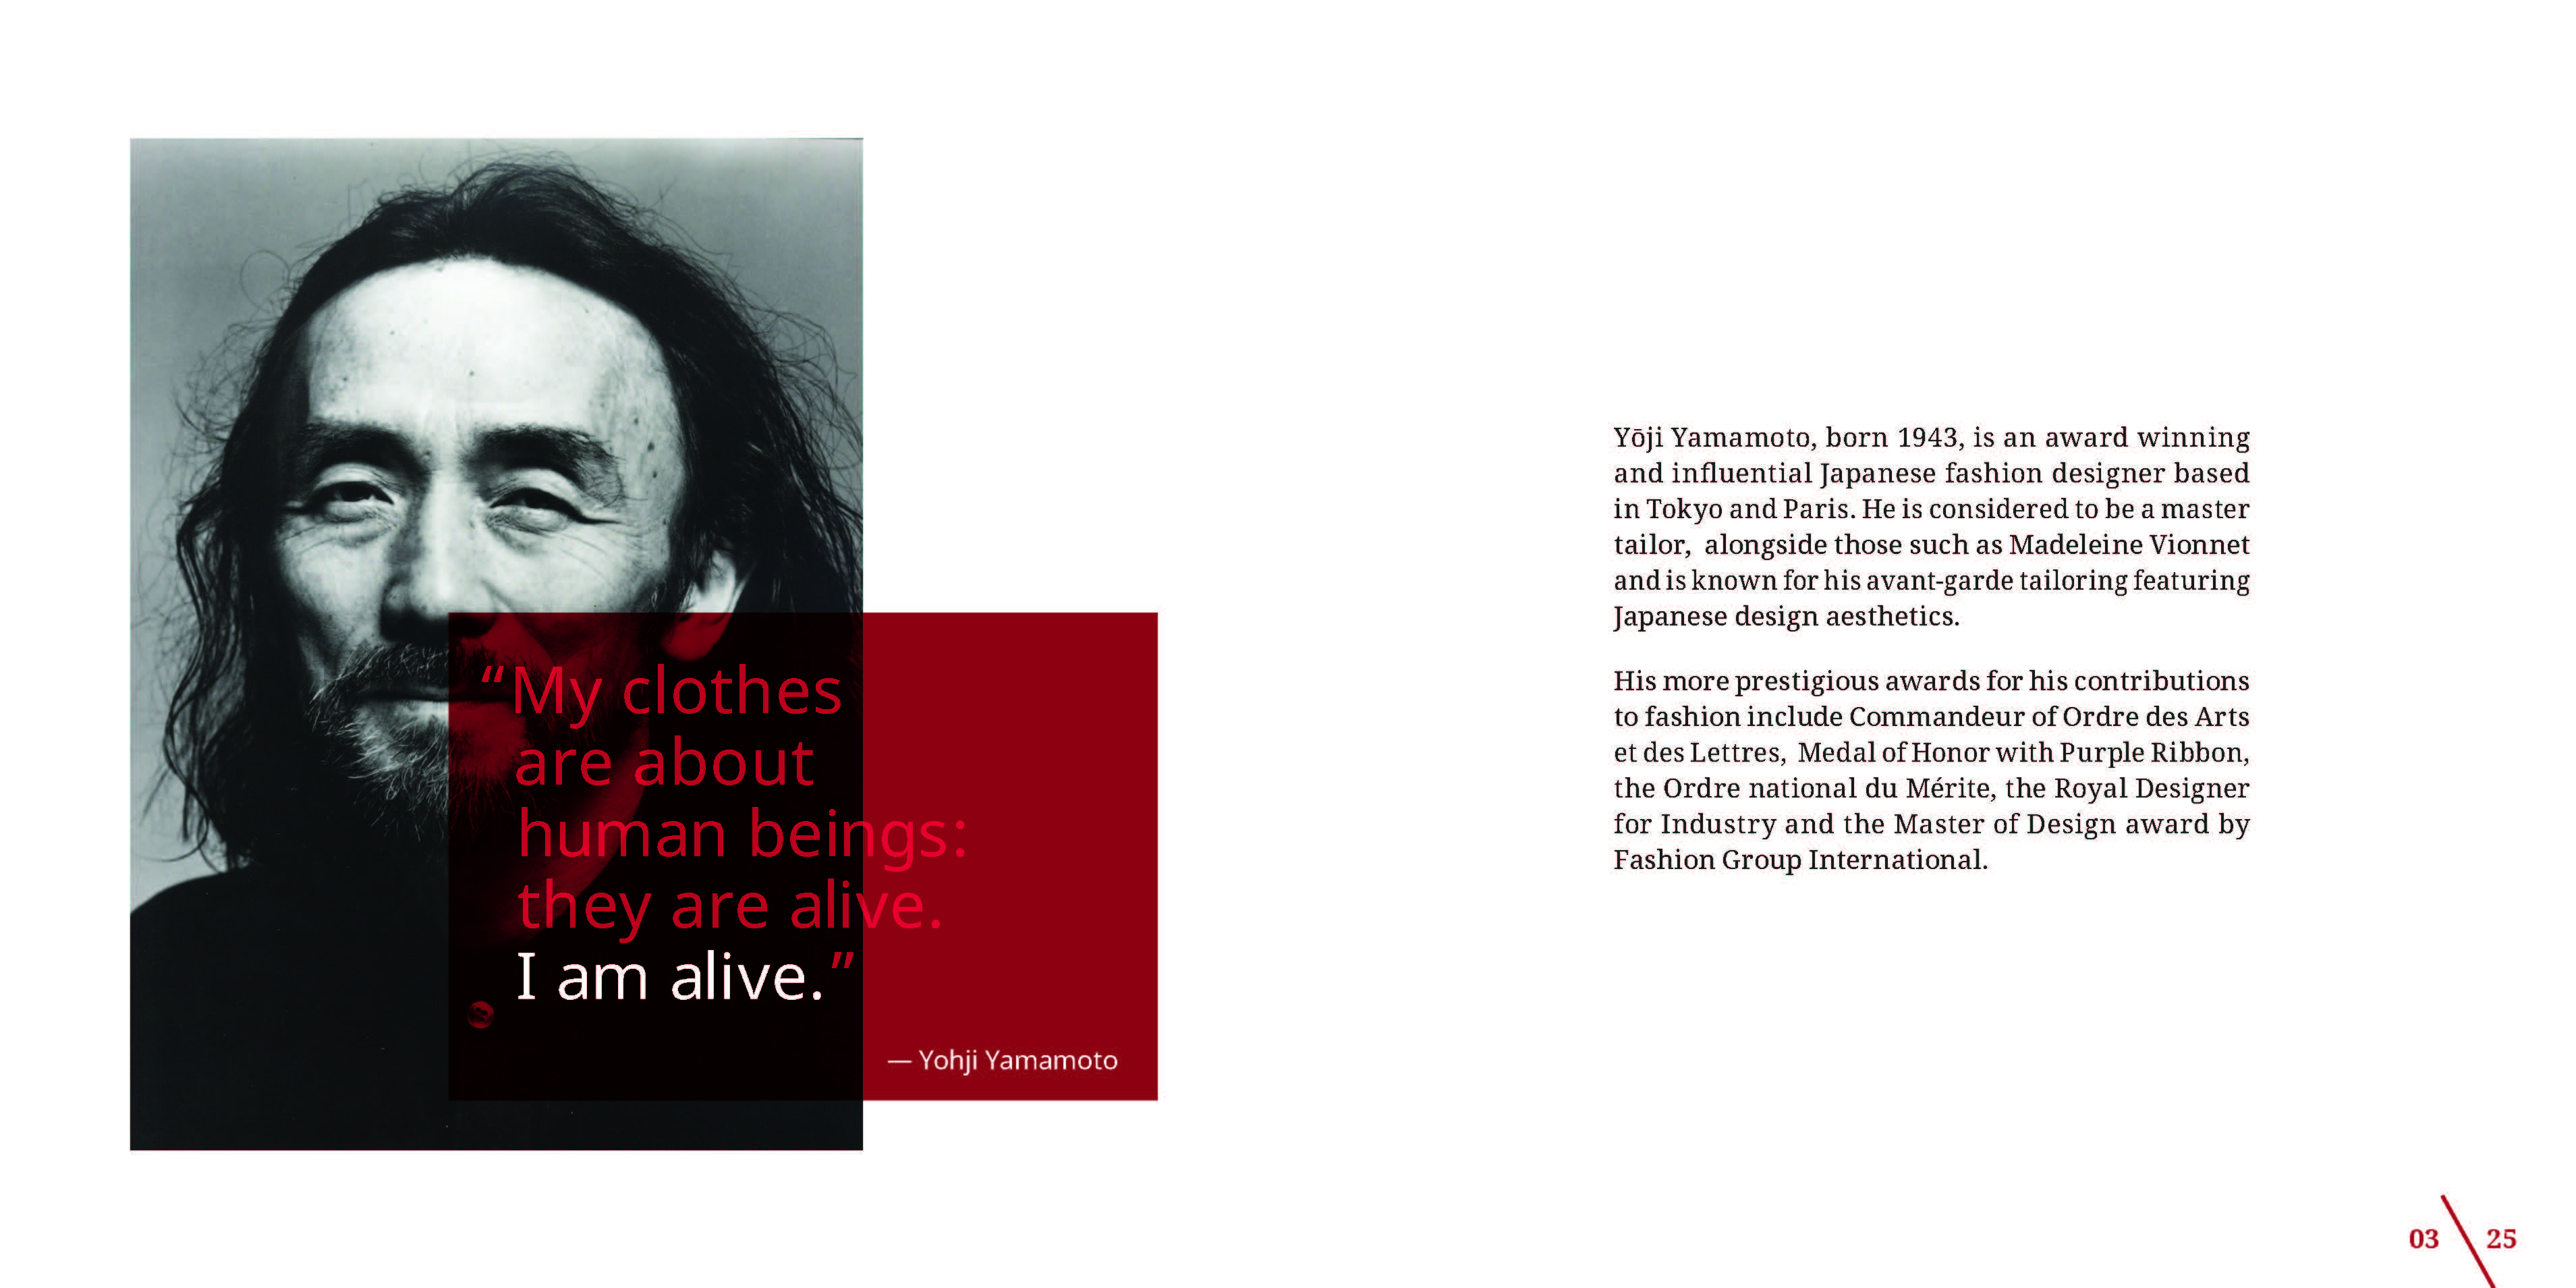 “My clothes
are about
human beings:
they are alive.
I am alive.”
— Yohji Yamamoto
Yōji Yamamoto, born 1943, is an award winning
and influential Japanese fashion designer based
in Tokyo and Paris. He is considered to be a master
tailor,  alongside those such as Madeleine Vionnet
and is known for his avant-garde tailoring featuring
Japanese design aesthetics.
His more prestigious awards for his contributions
to fashion include Commandeur of Ordre des Arts
et des Lettres,  Medal of Honor with Purple Ribbon,
the Ordre national du Mérite, the Royal Designer
for Industry and the Master of Design award by
Fashion Group International.
03 \ 25